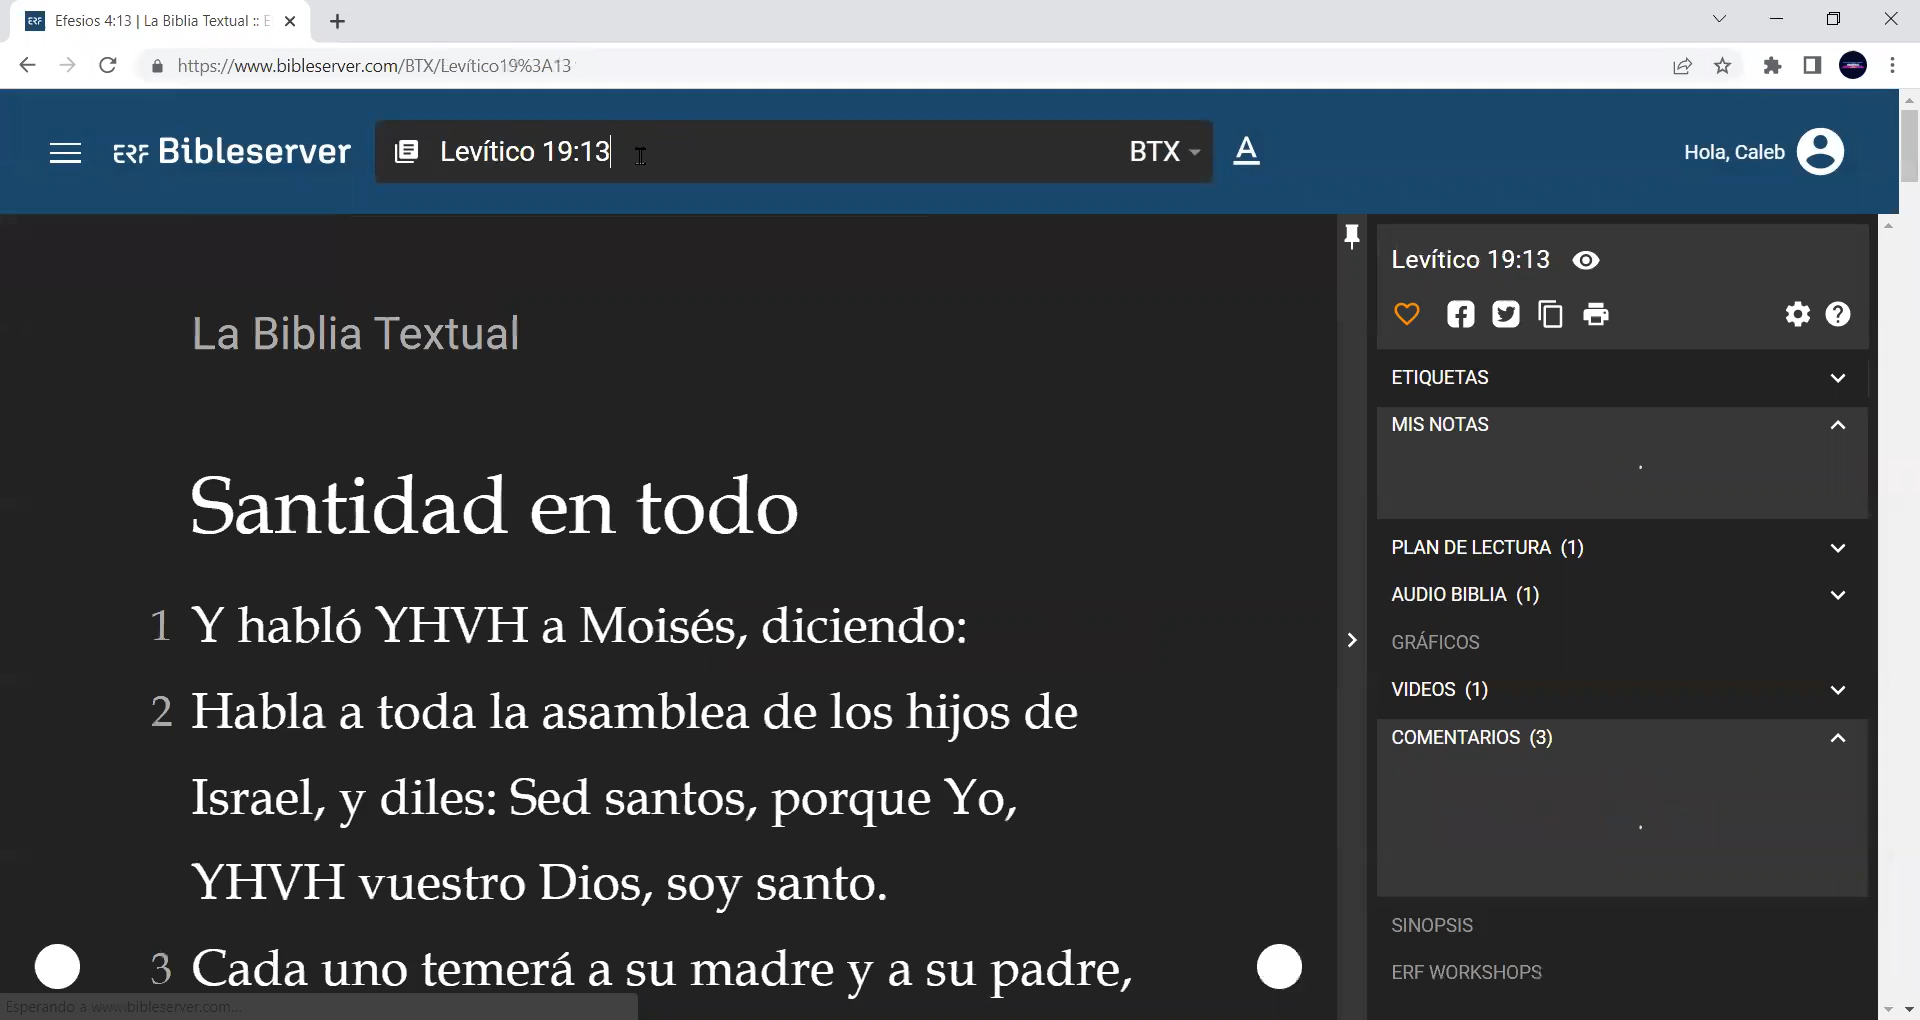 Efesios 4:13 | La Biblia Textual :: E
https://www.bibleserver.com/BTX/Levítico19%3A13
ERF Bibleserver
Levítico 19:13
BTX
A
Hola, Caleb
La Biblia Textual
Santidad en todo
1 Y habló YHVH a Moisés, diciendo:
2 Habla a toda la asamblea de los hijos de
Israel, y diles: Sed santos, porque Yo,
YHVH vuestro Dios, soy santo.
3 Cada uno temerá a su madre y a su padre,
Levítico 19:13
ETIQUETAS
MIS NOTAS
PLAN DE LECTURA (1)
AUDIO BIBLIA (1)
GRÁFICOS
VIDEOS (1)
COMENTARIOS (3)
SINOPSIS
ERF WORKSHOPS
Esperando a www.bibleserver.com...